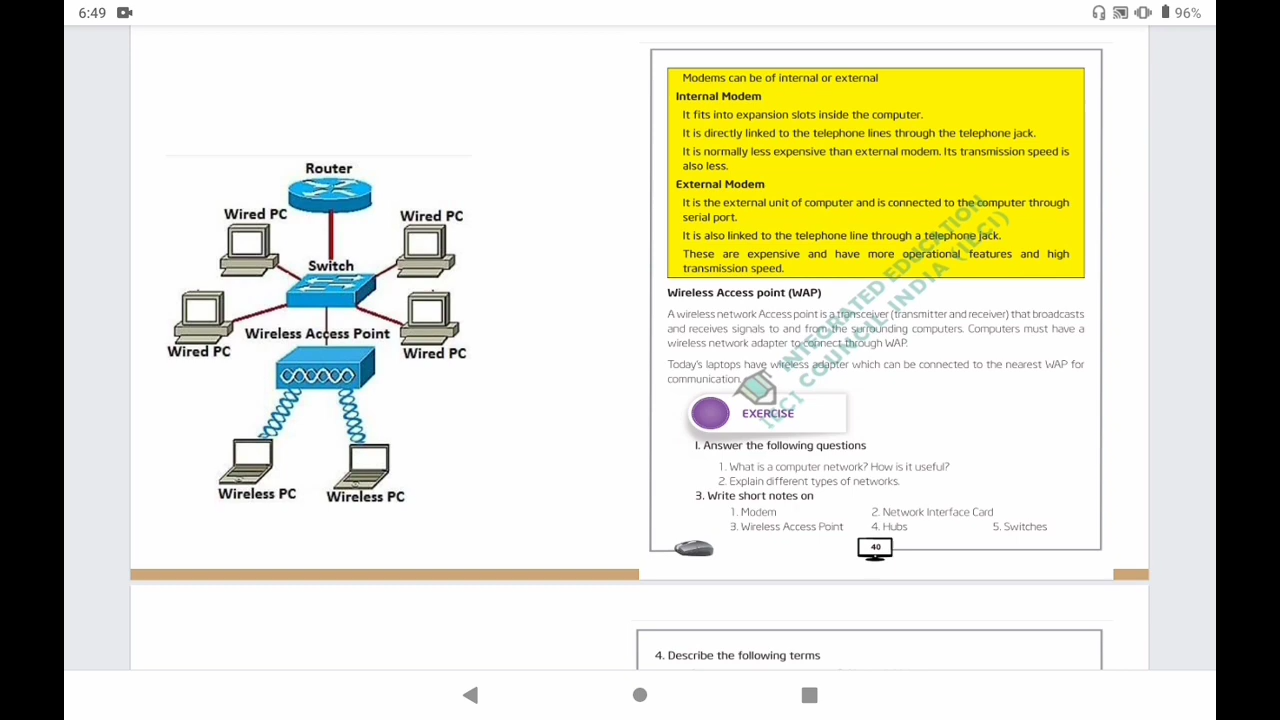 6:49
96%
Router
Wired PC
Wired PC
Switch
Wireless Access Point
Wired PC
Wired PC
Wireless PC
Wireless PC
Modems can be of internal or external
Internal Modem
It fits into expansion slots inside the computer.
It is directly linked to the telephone lines through the telephone jack.
It is normally less expensive than external modem. Its transmission speed is
also less.
External Modem
It is the external unit of computer and is connected to the computer through
serial port.
It is also linked to the telephone line through a telephone jack.
These are expensive and have more operational features and high
transmission speed.
Wireless Access point (WAP)
A wireless network Access point is a transceiver (transmitter and receiver) that broadcasts
and receives signals to and from the surrounding computers. Computers must have a
wireless network adapter to connect through WAP.
Today's laptops have wireless adapter which can be connected to the nearest WAP for
communication.
INTEGRATED EDUCATION
COUNCIL INDIA (IECI)
IECI
EXERCISE
I. Answer the following questions
1. What is a computer network? How is it useful?
2. Explain different types of networks.
3. Write short notes on
1. Modem 2. Network Interface Card
3. Wireless Access Point 4. Hubs 5. Switches
40
4. Describe the following terms